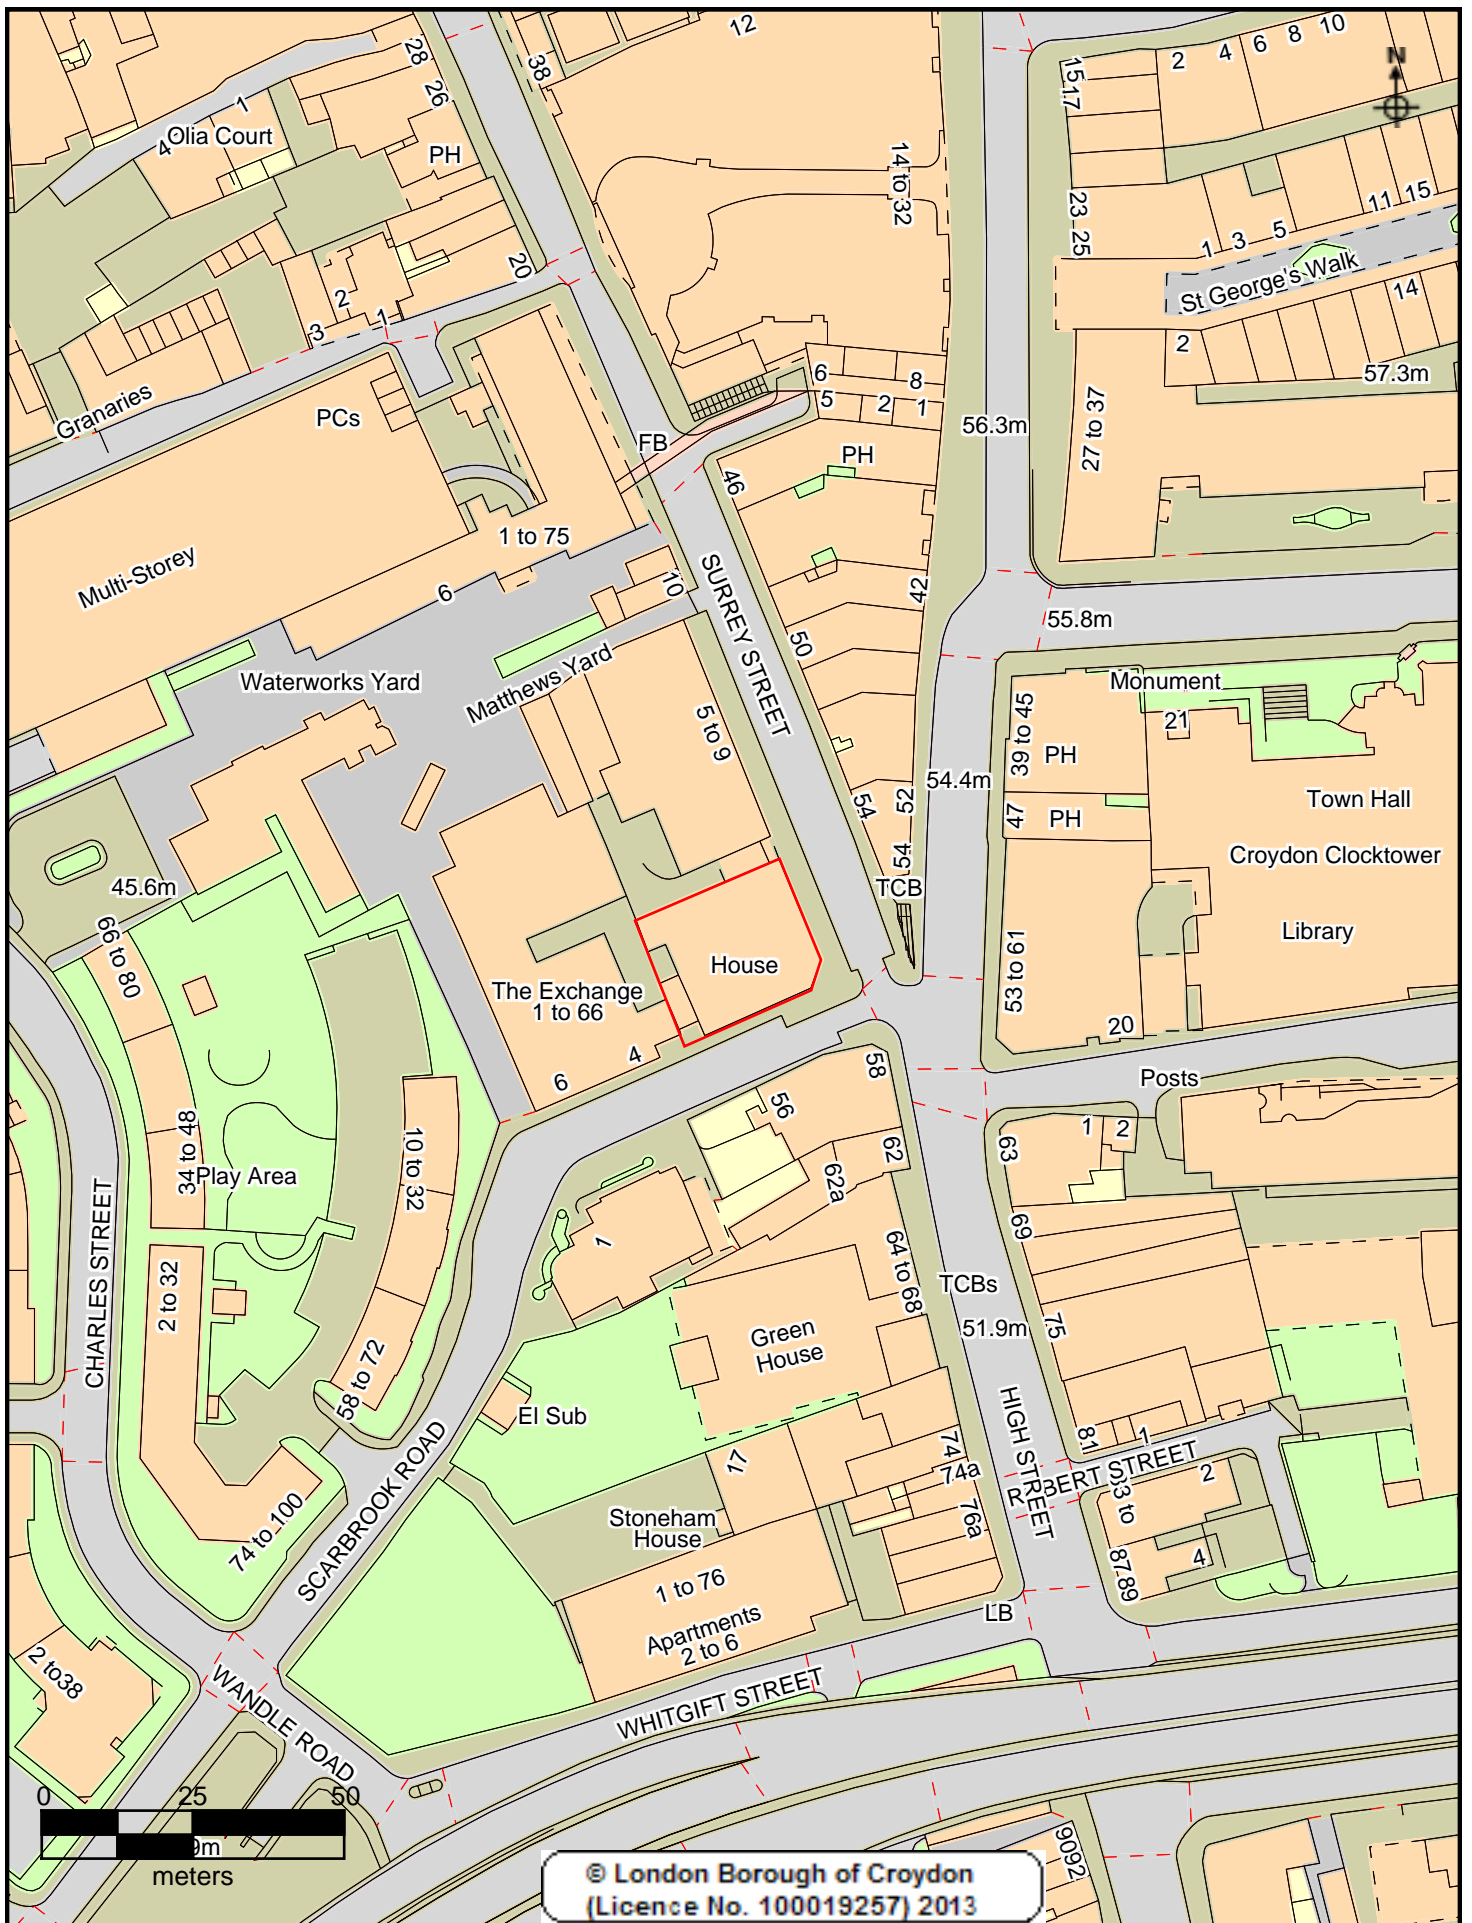 12
28
38
26
1
4
Olia Court
PH
2
4
6
8
10
N
15
17
14 to 32
23
25
11
15
1
3
5
St George's Walk
14
2
57.3m
20
2
3
1
Granaries
PCs
6
8
5
2
1
FB
PH
46
56.3m
27 to 37
1 to 75
Multi-Storey
6
10
SURREY STREET
42
50
55.8m
Waterworks Yard
Matthews Yard
5 to 9
Monument
21
39 to 45
PH
54.4m
52
54
47
PH
Town Hall
Croydon Clocktower
Library
54
TCB
45.6m
66 to 80
House
The Exchange
1 to 66
53 to 61
20
4
6
58
56
62
62a
Posts
1
2
63
34 to 48
Play Area
10 to 32
CHARLES STREET
2 to 32
1
69
64 to 68
TCBs
51.9m
75
Green
House
58 to 72
El Sub
SCARBROOK ROAD
17
74
74a
76a
HIGH STREET
81
1
ROBERT STREET
2
83 to
87
89
4
Stoneham
House
74 to 100
1 to 76
Apartments
2 to 6
LB
2 to38
WANDLE ROAD
WHITGIFT STREET
0
25
50
9m
meters
90
92
© London Borough of Croydon
(Licence No. 100019257) 2013